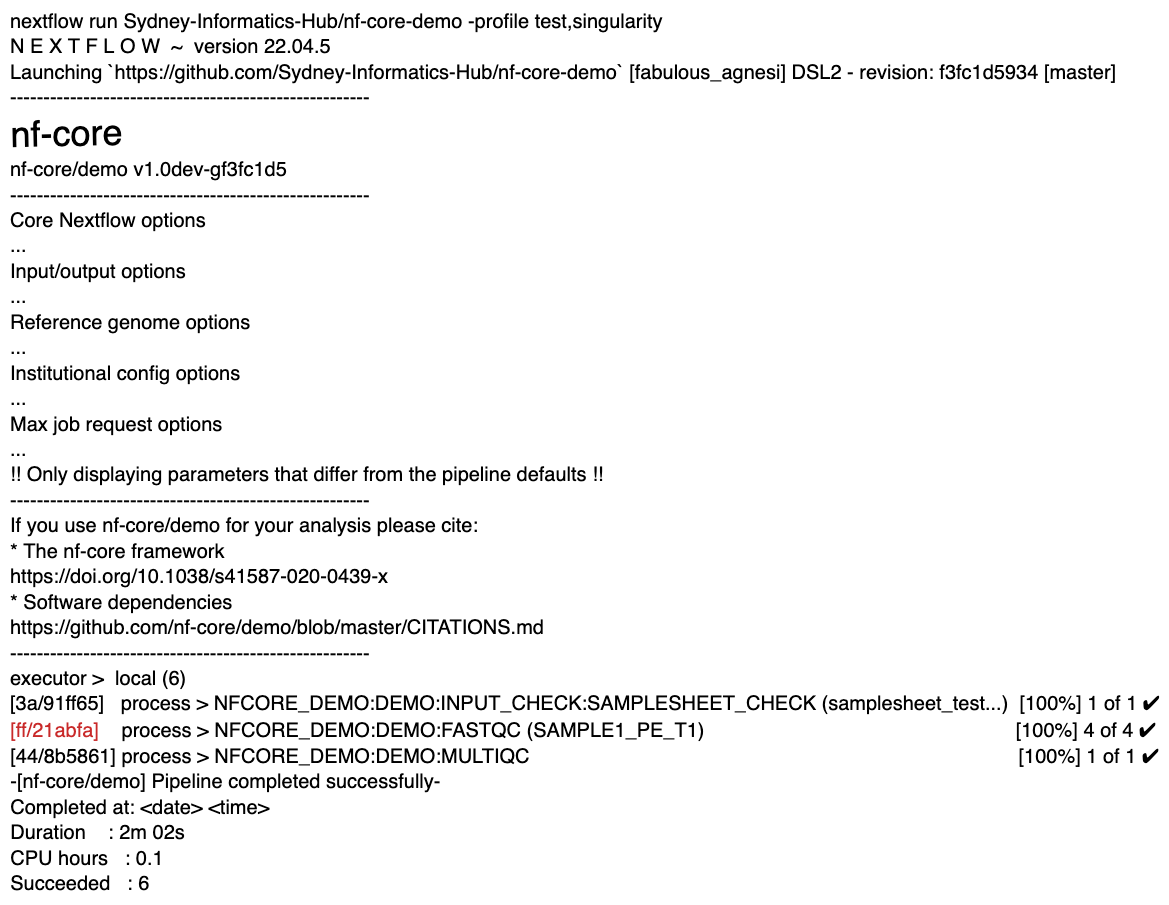 nextflow run Sydney-Informatics-Hub/nf-core-demo -profile test,singularity
N E X T F L O W ~ version 22.04.5
Launching `https://github.com/Sydney-Informatics-Hub/nf-core-demo` [fabulous_agnesi] DSL2 - revision: f3fc1d5934 [master]
------------------------------------------------------
nf-core
nf-core/demo v1.0dev-gf3fc1d5
------------------------------------------------------
Core Nextflow options
...
Input/output options
...
Reference genome options
...
Institutional config options
...
Max job request options
...
!! Only displaying parameters that differ from the pipeline defaults !!
------------------------------------------------------
If you use nf-core/demo for your analysis please cite:
* The nf-core framework
https://doi.org/10.1038/s41587-020-0439-x
* Software dependencies
https://github.com/nf-core/demo/blob/master/CITATIONS.md
------------------------------------------------------
executor > local (6)
[3a/91ff65] process > NFCORE_DEMO:DEMO:INPUT_CHECK:SAMPLESHEET_CHECK (samplesheet_test...) [100%] 1 of 1 ✔
[ff/21abfa] process > NFCORE_DEMO:DEMO:FASTQC (SAMPLE1_PE_T1) [100%] 4 of 4 ✔
[44/8b5861] process > NFCORE_DEMO:DEMO:MULTIQC [100%] 1 of 1 ✔
-[nf-core/demo] Pipeline completed successfully-
Completed at: <date> <time>
Duration : 2m 02s
CPU hours : 0.1
Succeeded : 6